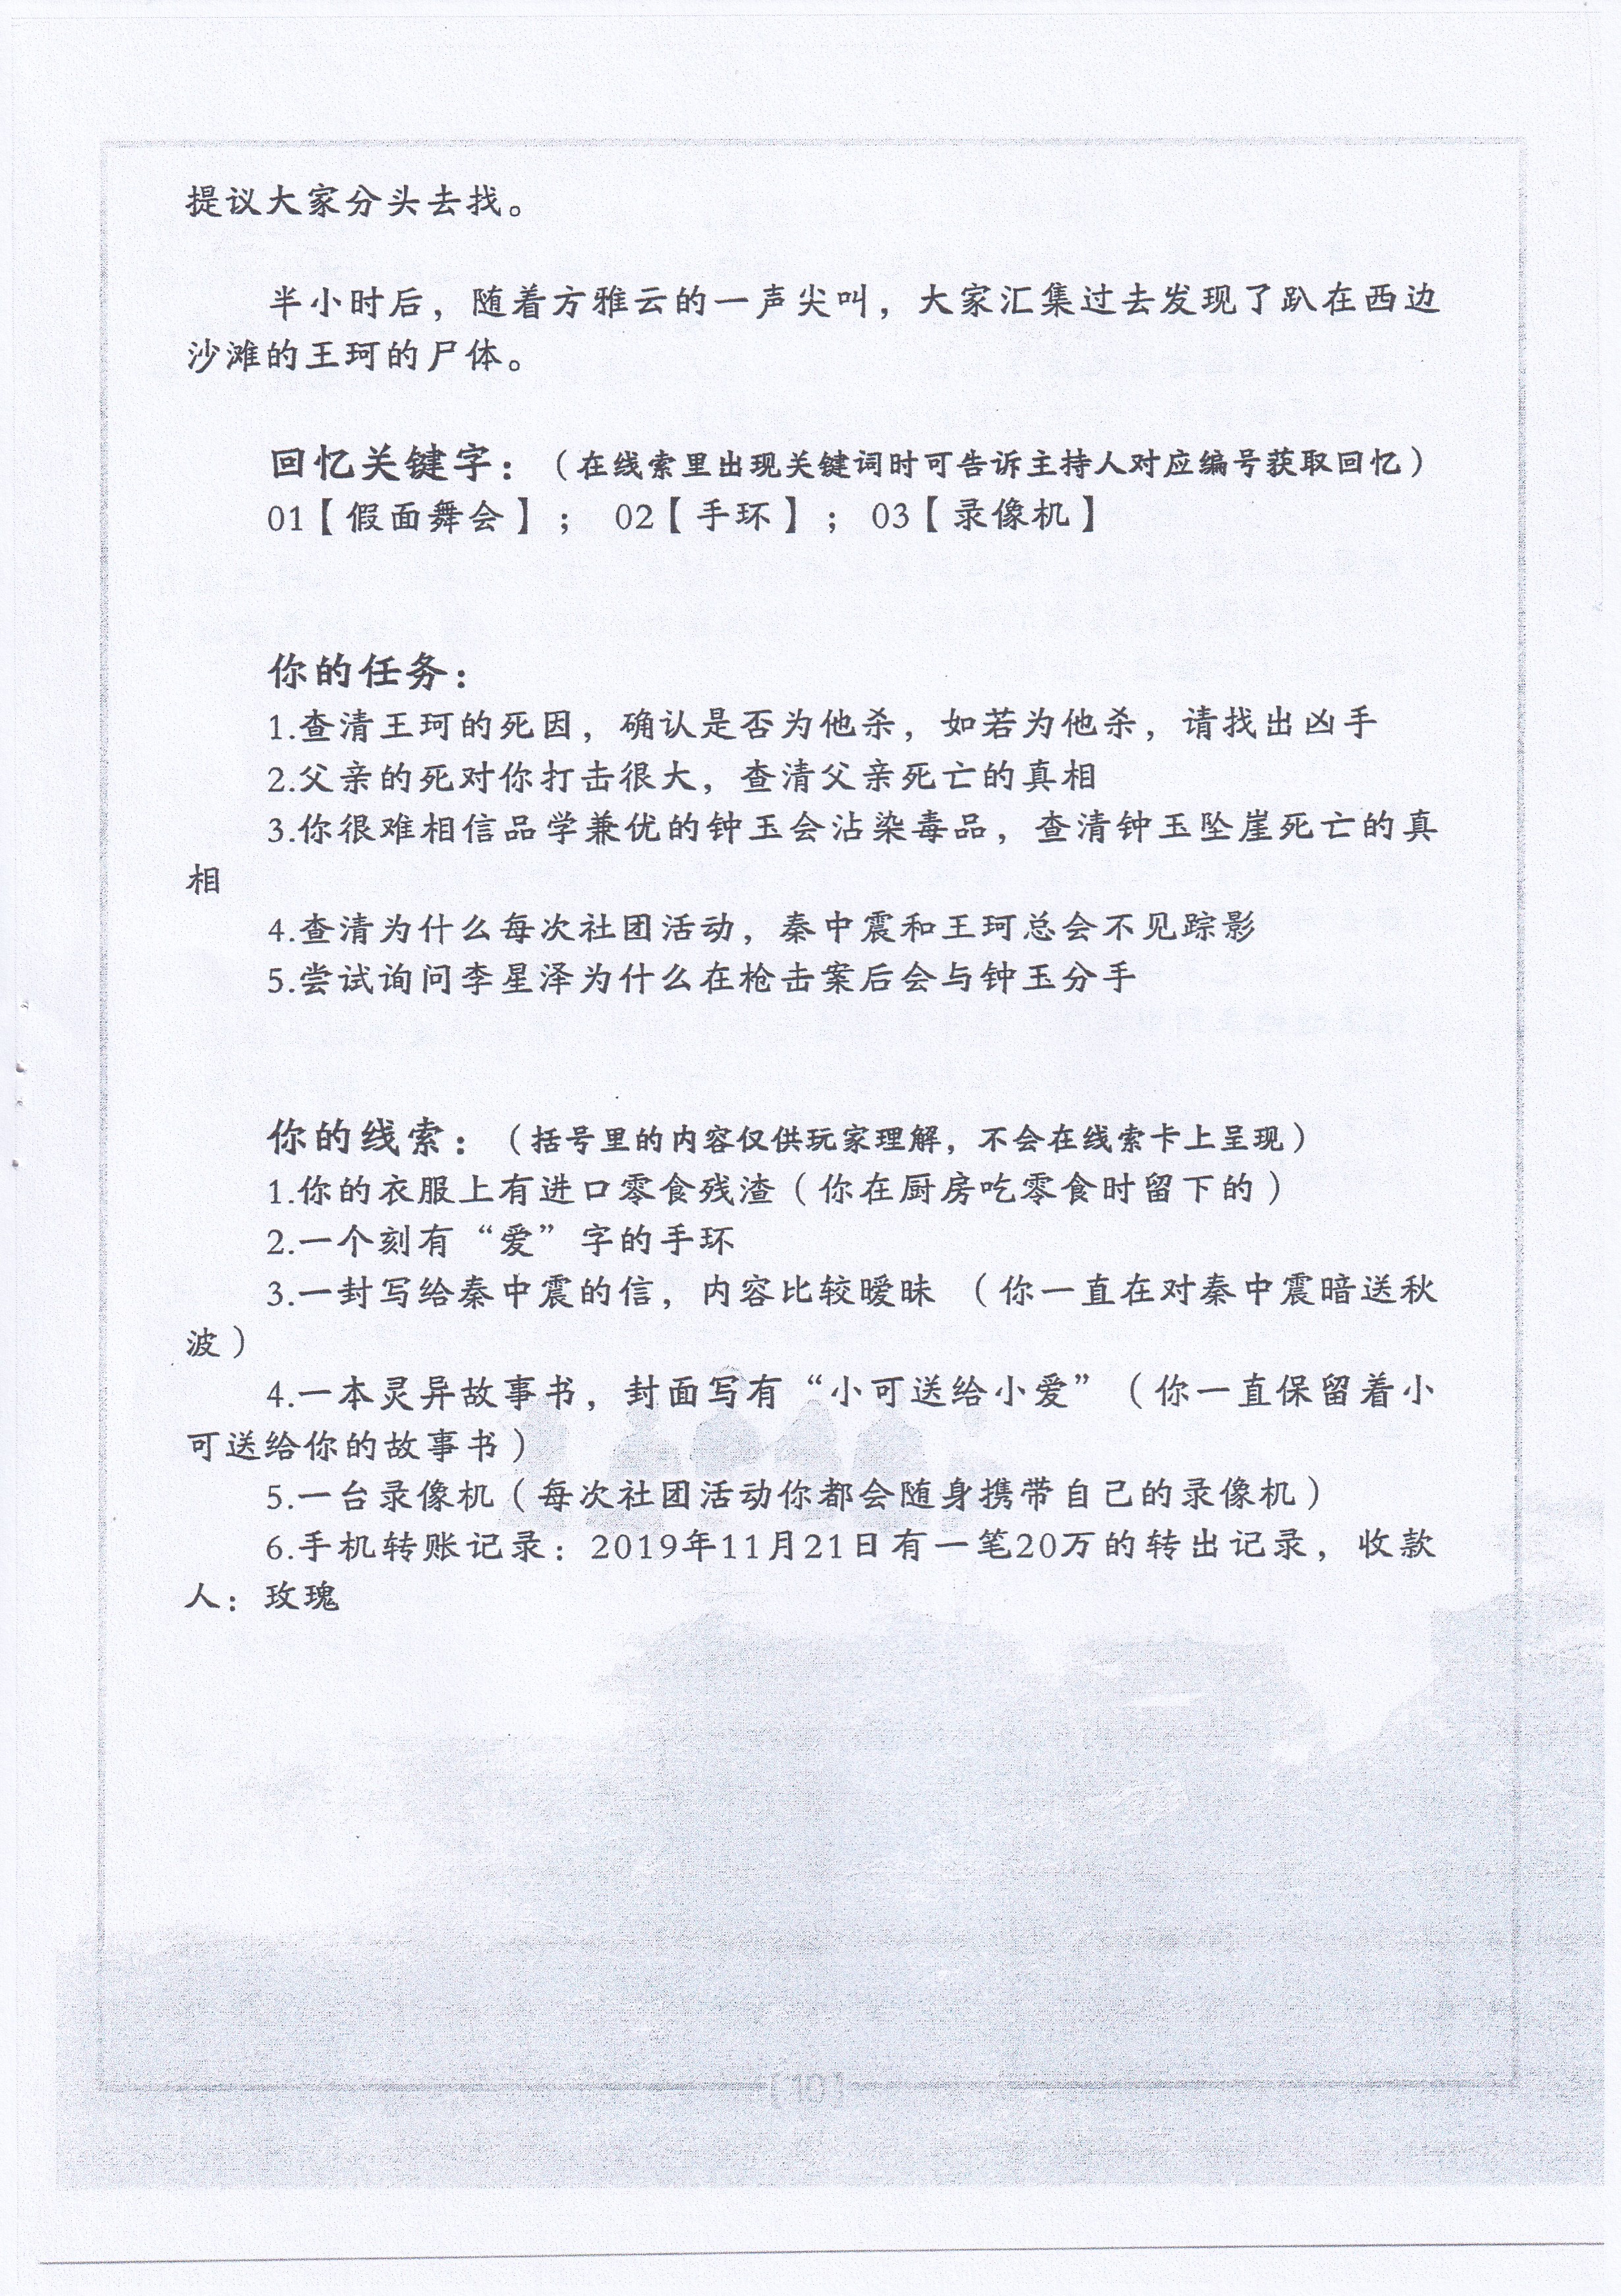 提议大家分头去找。
半小时后，随着方雅云的一声尖叫，大家汇集过去发现了趴在西边
沙滩的王珂的尸体。
回忆关键字：（在线索里出现关键词时可告诉主持人对应编号获取回忆）
01【假面舞会】； 02【手环】； 03【录像机】
你的任务：
1.查清王珂的死因，确认是否为他杀，如若为他杀，请找出凶手
2.父亲的死对你打击很大，查清父亲死亡的真相
3.你很难相信品学兼优的钟玉会沾染毒品，查清钟玉坠崖死亡的真
相
4.查清为什么每次社团活动，秦中震和王珂总会不见踪影
5.尝试询问李星泽为什么在枪击案后会与钟玉分手
你的线索：（括号里的内容仅供玩家理解，不会在线索卡上呈现）
1.你的衣服上有进口零食残渣（你在厨房吃零食时留下的）
2.一个刻有“爱”字的手环
3.一封写给秦中震的信，内容比较暧昧 （你一直在对秦中震暗送秋
波）
4.一本灵异故事书，封面写有“小可送给小爱”（你一直保留着小
可送给你的故事书）
5.一台录像机（每次社团活动你都会随身携带自己的录像机）
6.手机转账记录：2019年11月21日有一笔20万的转出记录，收款
人：玫瑰
[10]